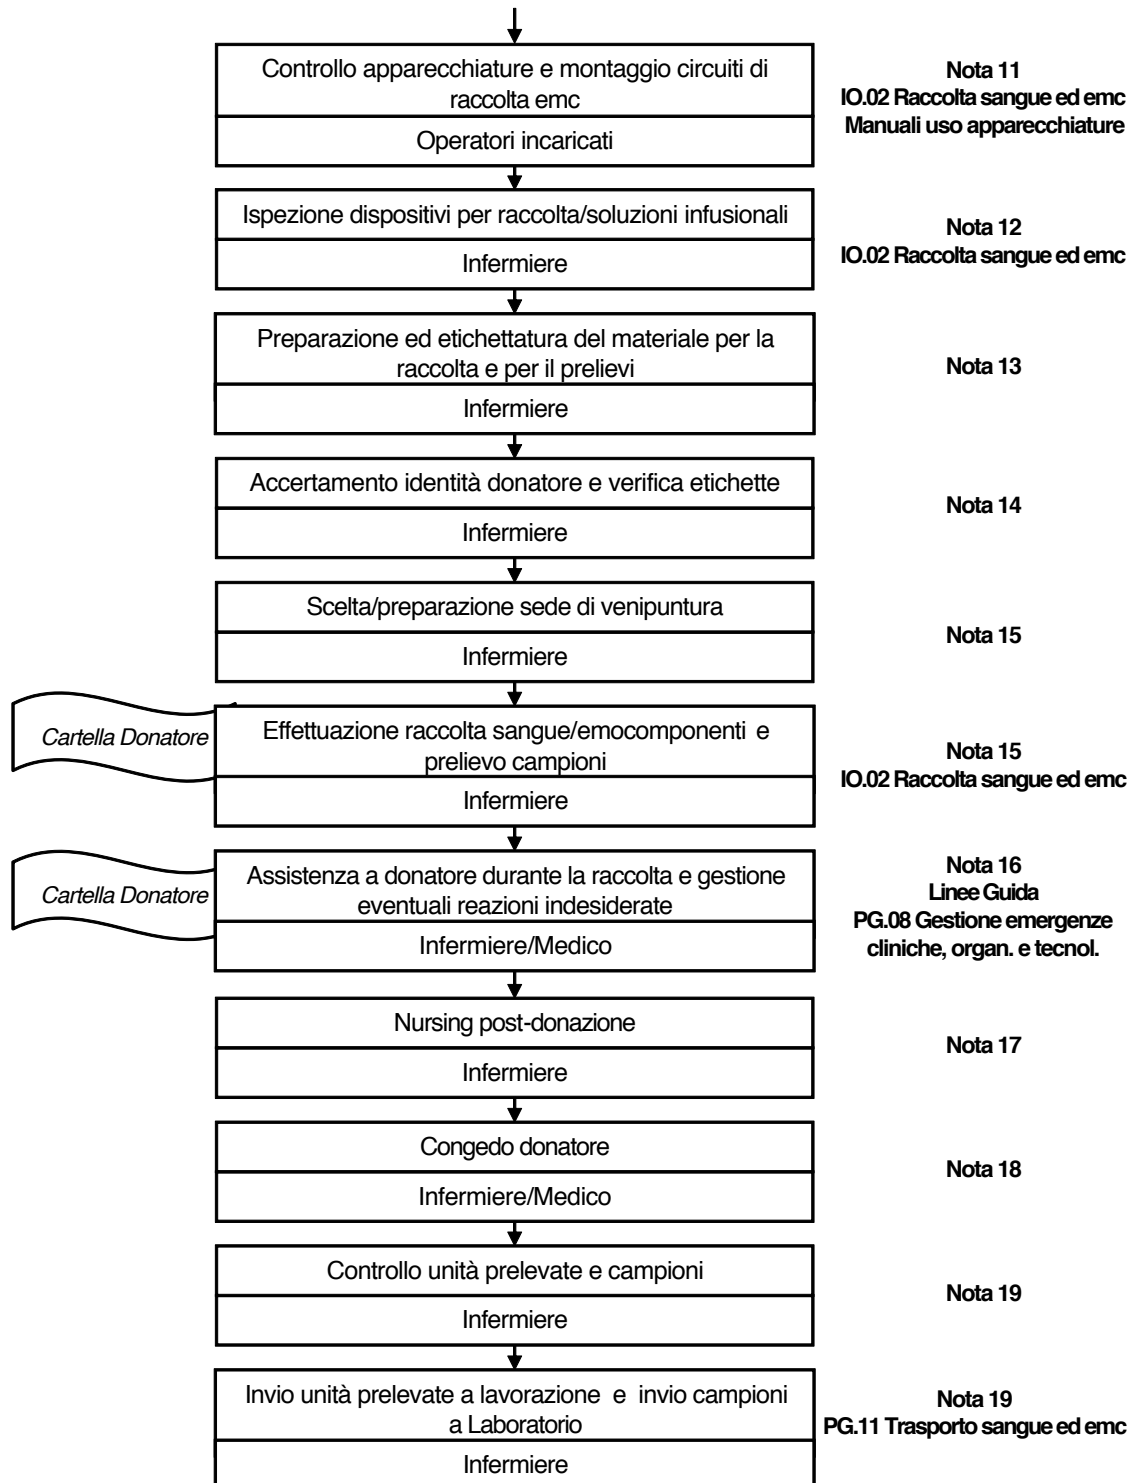 Controllo apparecchiature e montaggio circuiti di
raccolta emc
Operatori incaricati
Nota 11
IO.02 Raccolta sangue ed emc
Manuali uso apparecchiature
Ispezione dispositivi per raccolta/soluzioni infusionali
Infermiere
Nota 12
IO.02 Raccolta sangue ed emc
Preparazione ed etichettatura del materiale per la
raccolta e per il prelievi
Infermiere
Nota 13
Accertamento identità donatore e verifica etichette
Infermiere
Nota 14
Scelta/preparazione sede di venipuntura
Infermiere
Nota 15
Cartella Donatore
Effettuazione raccolta sangue/emocomponenti e
prelievo campioni
Infermiere
Nota 15
IO.02 Raccolta sangue ed emc
Cartella Donatore
Assistenza a donatore durante la raccolta e gestione
eventuali reazioni indesiderate
Infermiere/Medico
Nota 16
Linee Guida
PG.08 Gestione emergenze
cliniche, organ. e tecnol.
Nursing post-donazione
Infermiere
Nota 17
Congedo donatore
Infermiere/Medico
Nota 18
Controllo unità prelevate e campioni
Infermiere
Nota 19
Invio unità prelevate a lavorazione e invio campioni
a Laboratorio
Infermiere
Nota 19
PG.11 Trasporto sangue ed emc